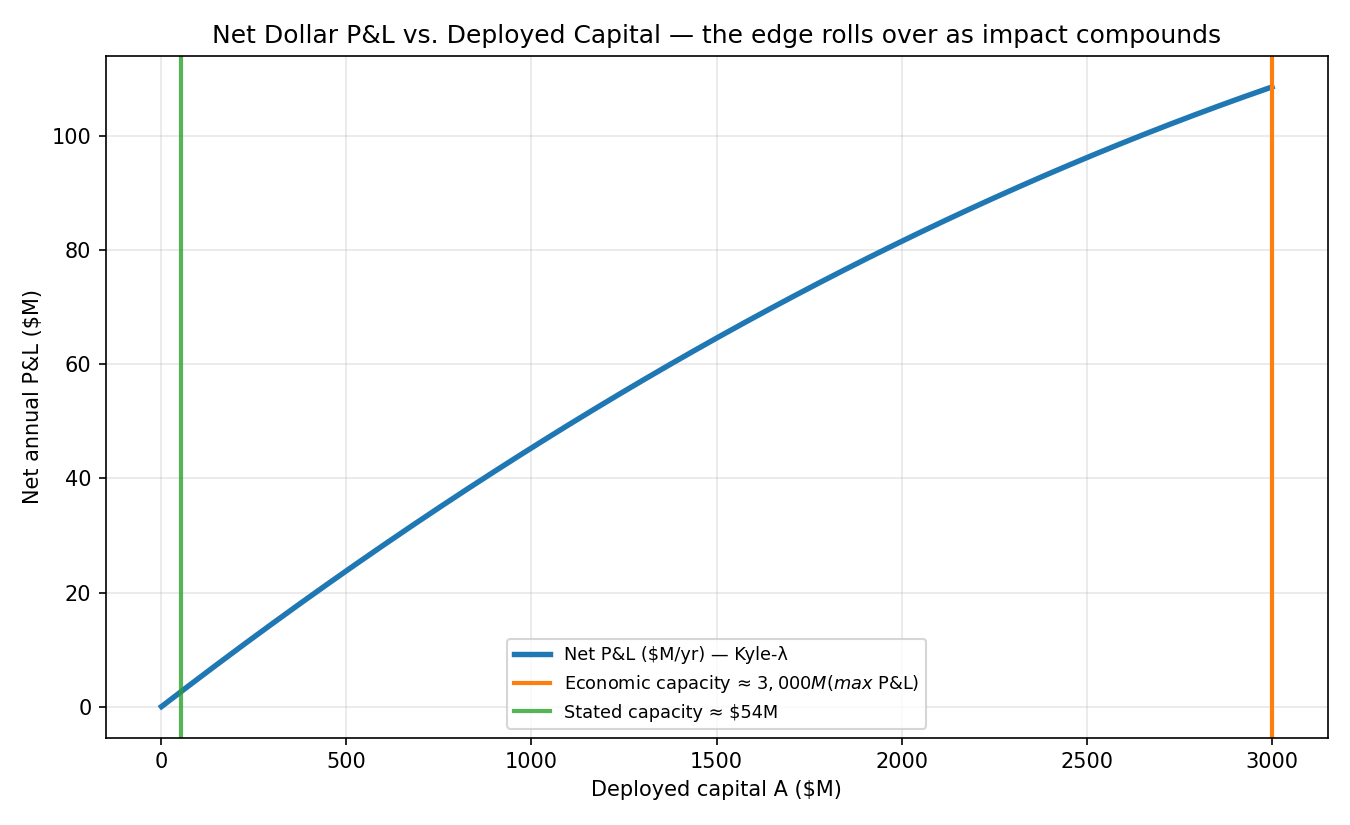 Net Dollar P&L vs. Deployed Capital — the edge rolls over as impact compounds
Net annual P&L ($M)
100
80
60
40
20
0
Net P&L ($M/yr) — Kyle-λ
Economic capacity ≈ 3,000M(max P&L)
Stated capacity ≈ $54M
0 500 1000 1500 2000 2500 3000
Deployed capital A ($M)